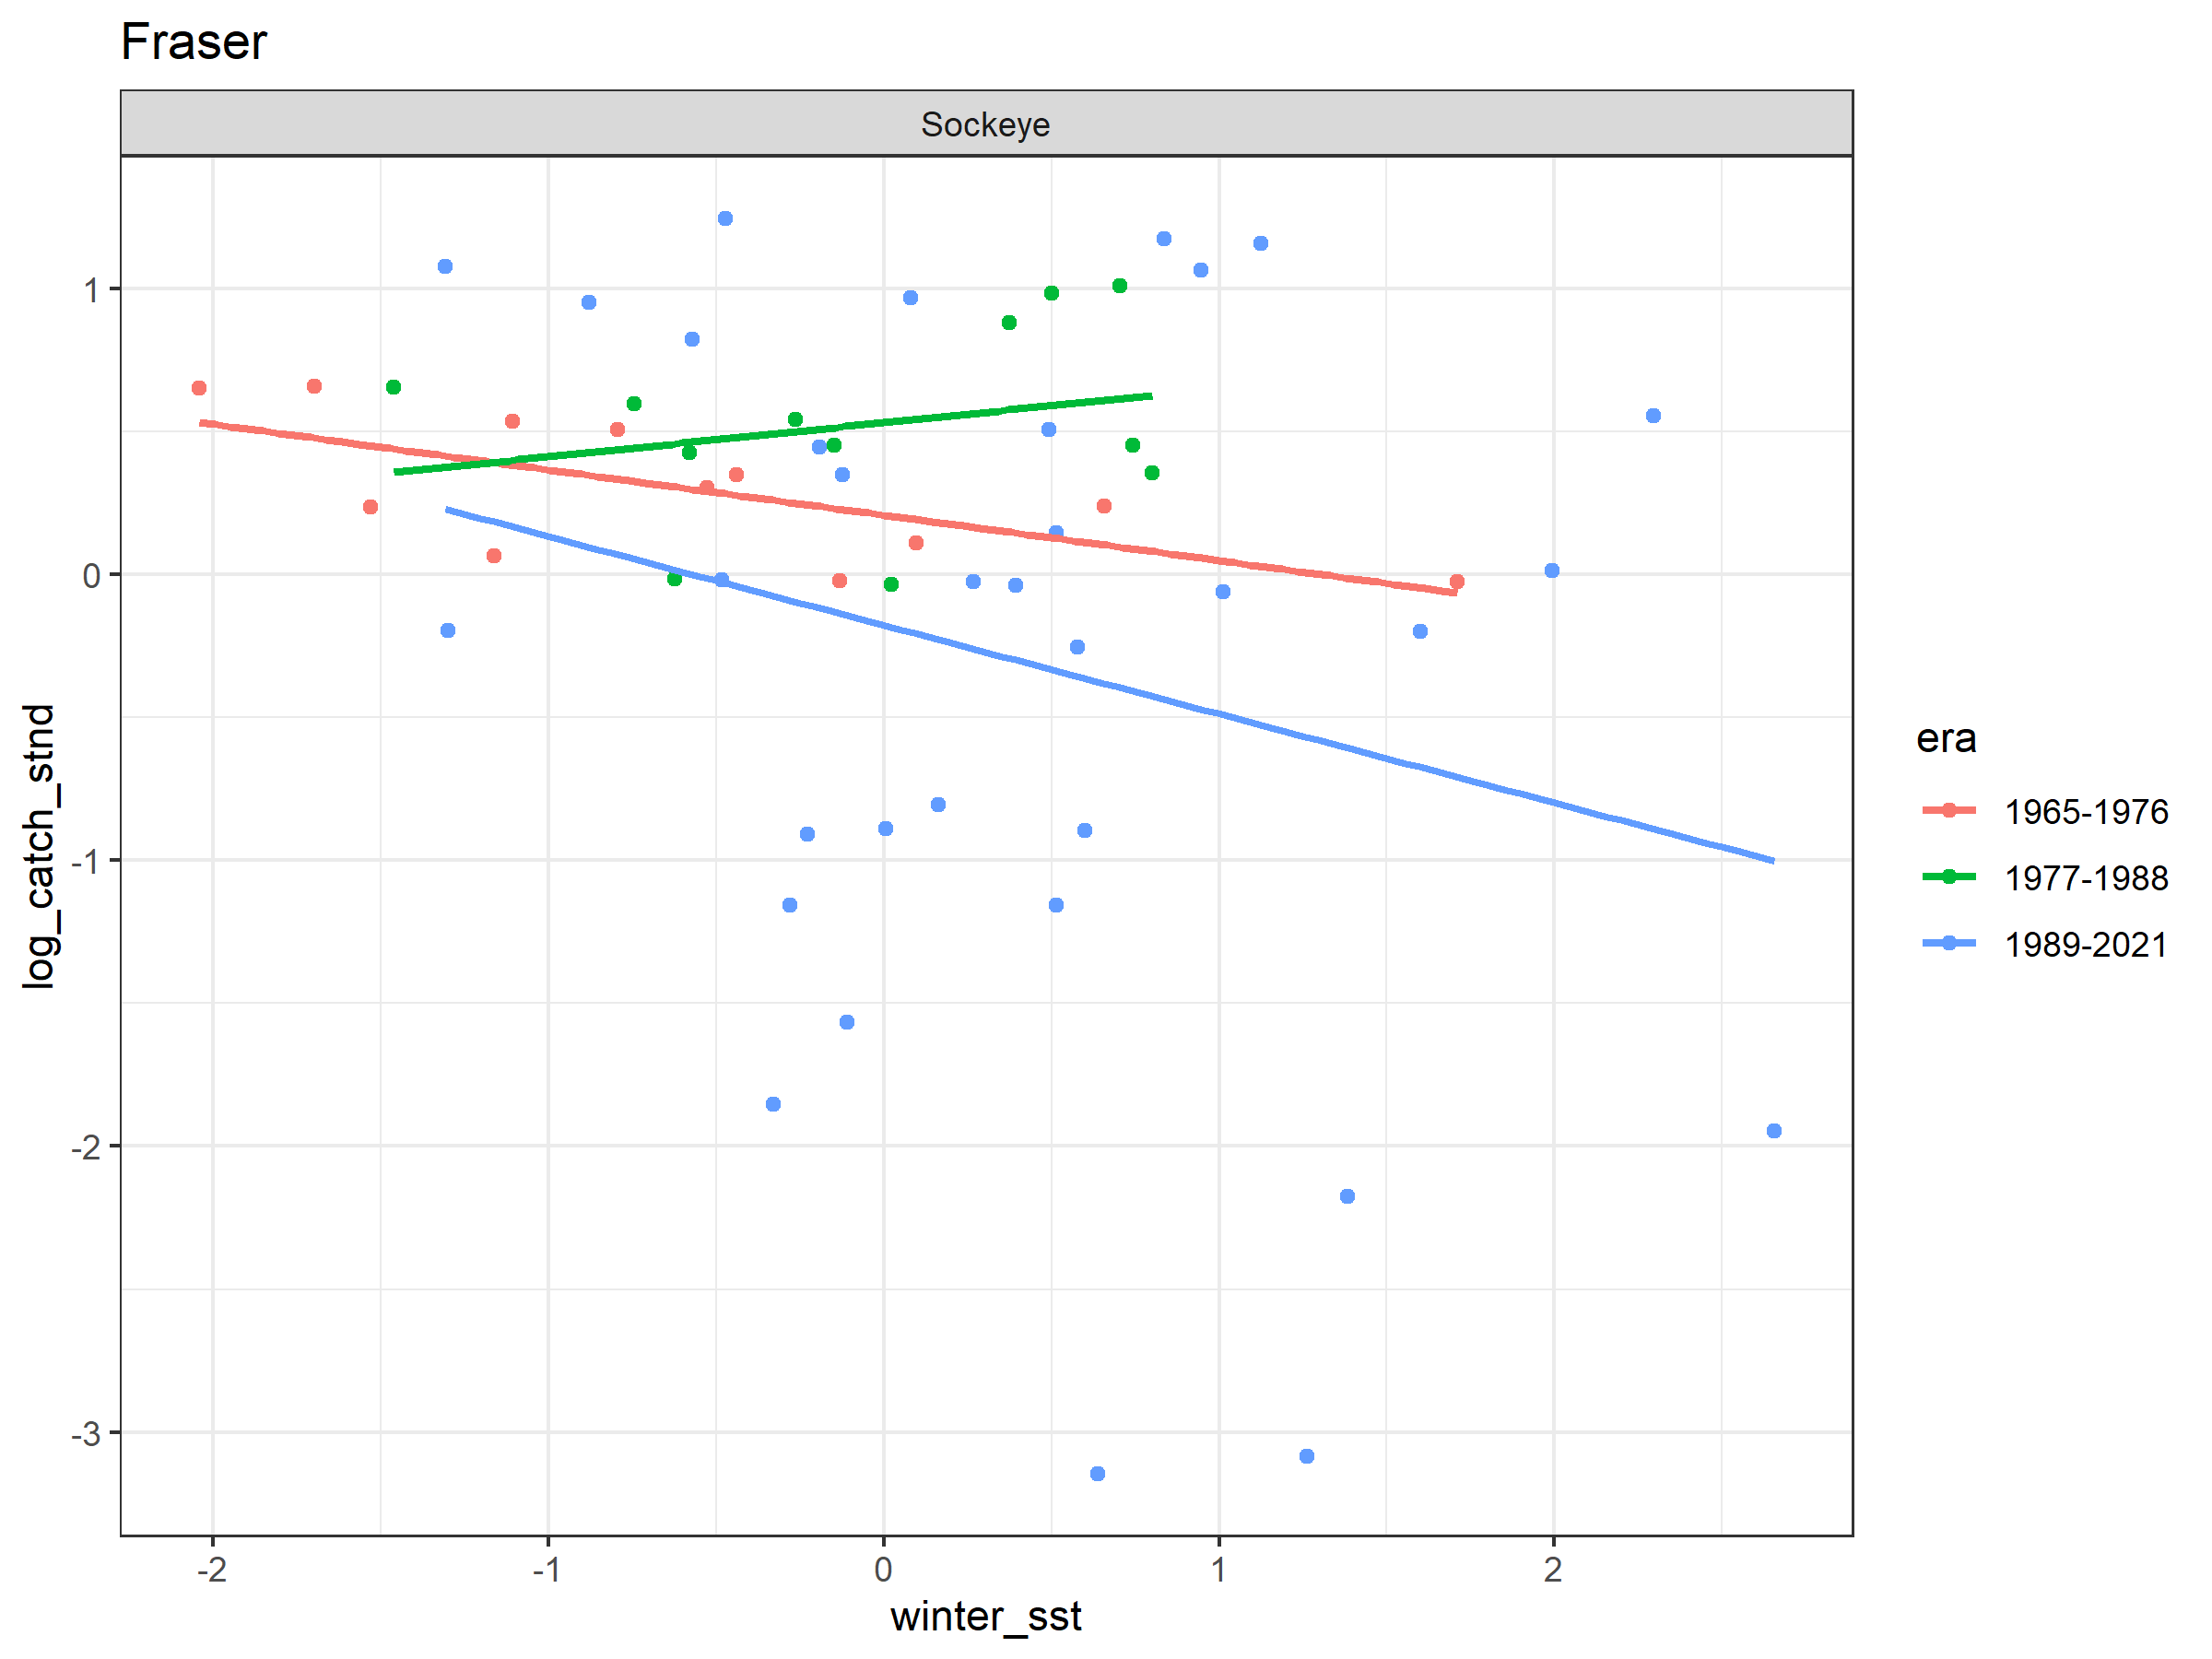 Fraser
Sockeye
1
0
-1
-2
-3
log_catch_stnd
-2 -1 0 1 2
winter_sst
era
1965-1976
1977-1988
1989-2021